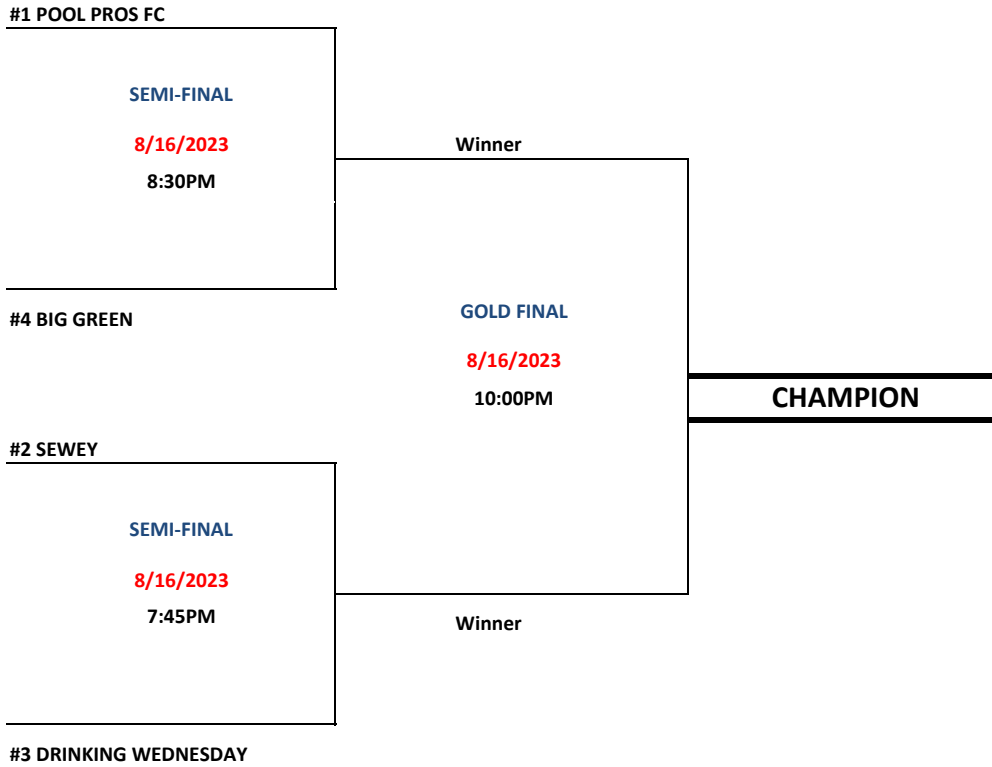 #1 POOL PROS FC
SEMI-FINAL
8/16/2023
8:30PM
Winner
#4 BIG GREEN
GOLD FINAL
8/16/2023
10:00PM
CHAMPION
#2 SEWEY
SEMI-FINAL
8/16/2023
7:45PM
Winner
#3 DRINKING WEDNESDAY